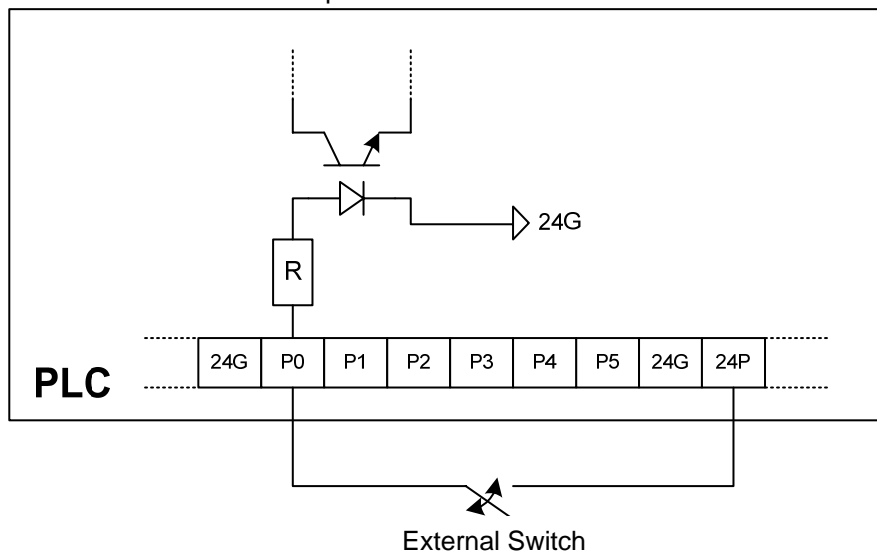 24G
R
24G P0 P1 P2 P3 P4 P5 24G 24P
PLC
External Switch